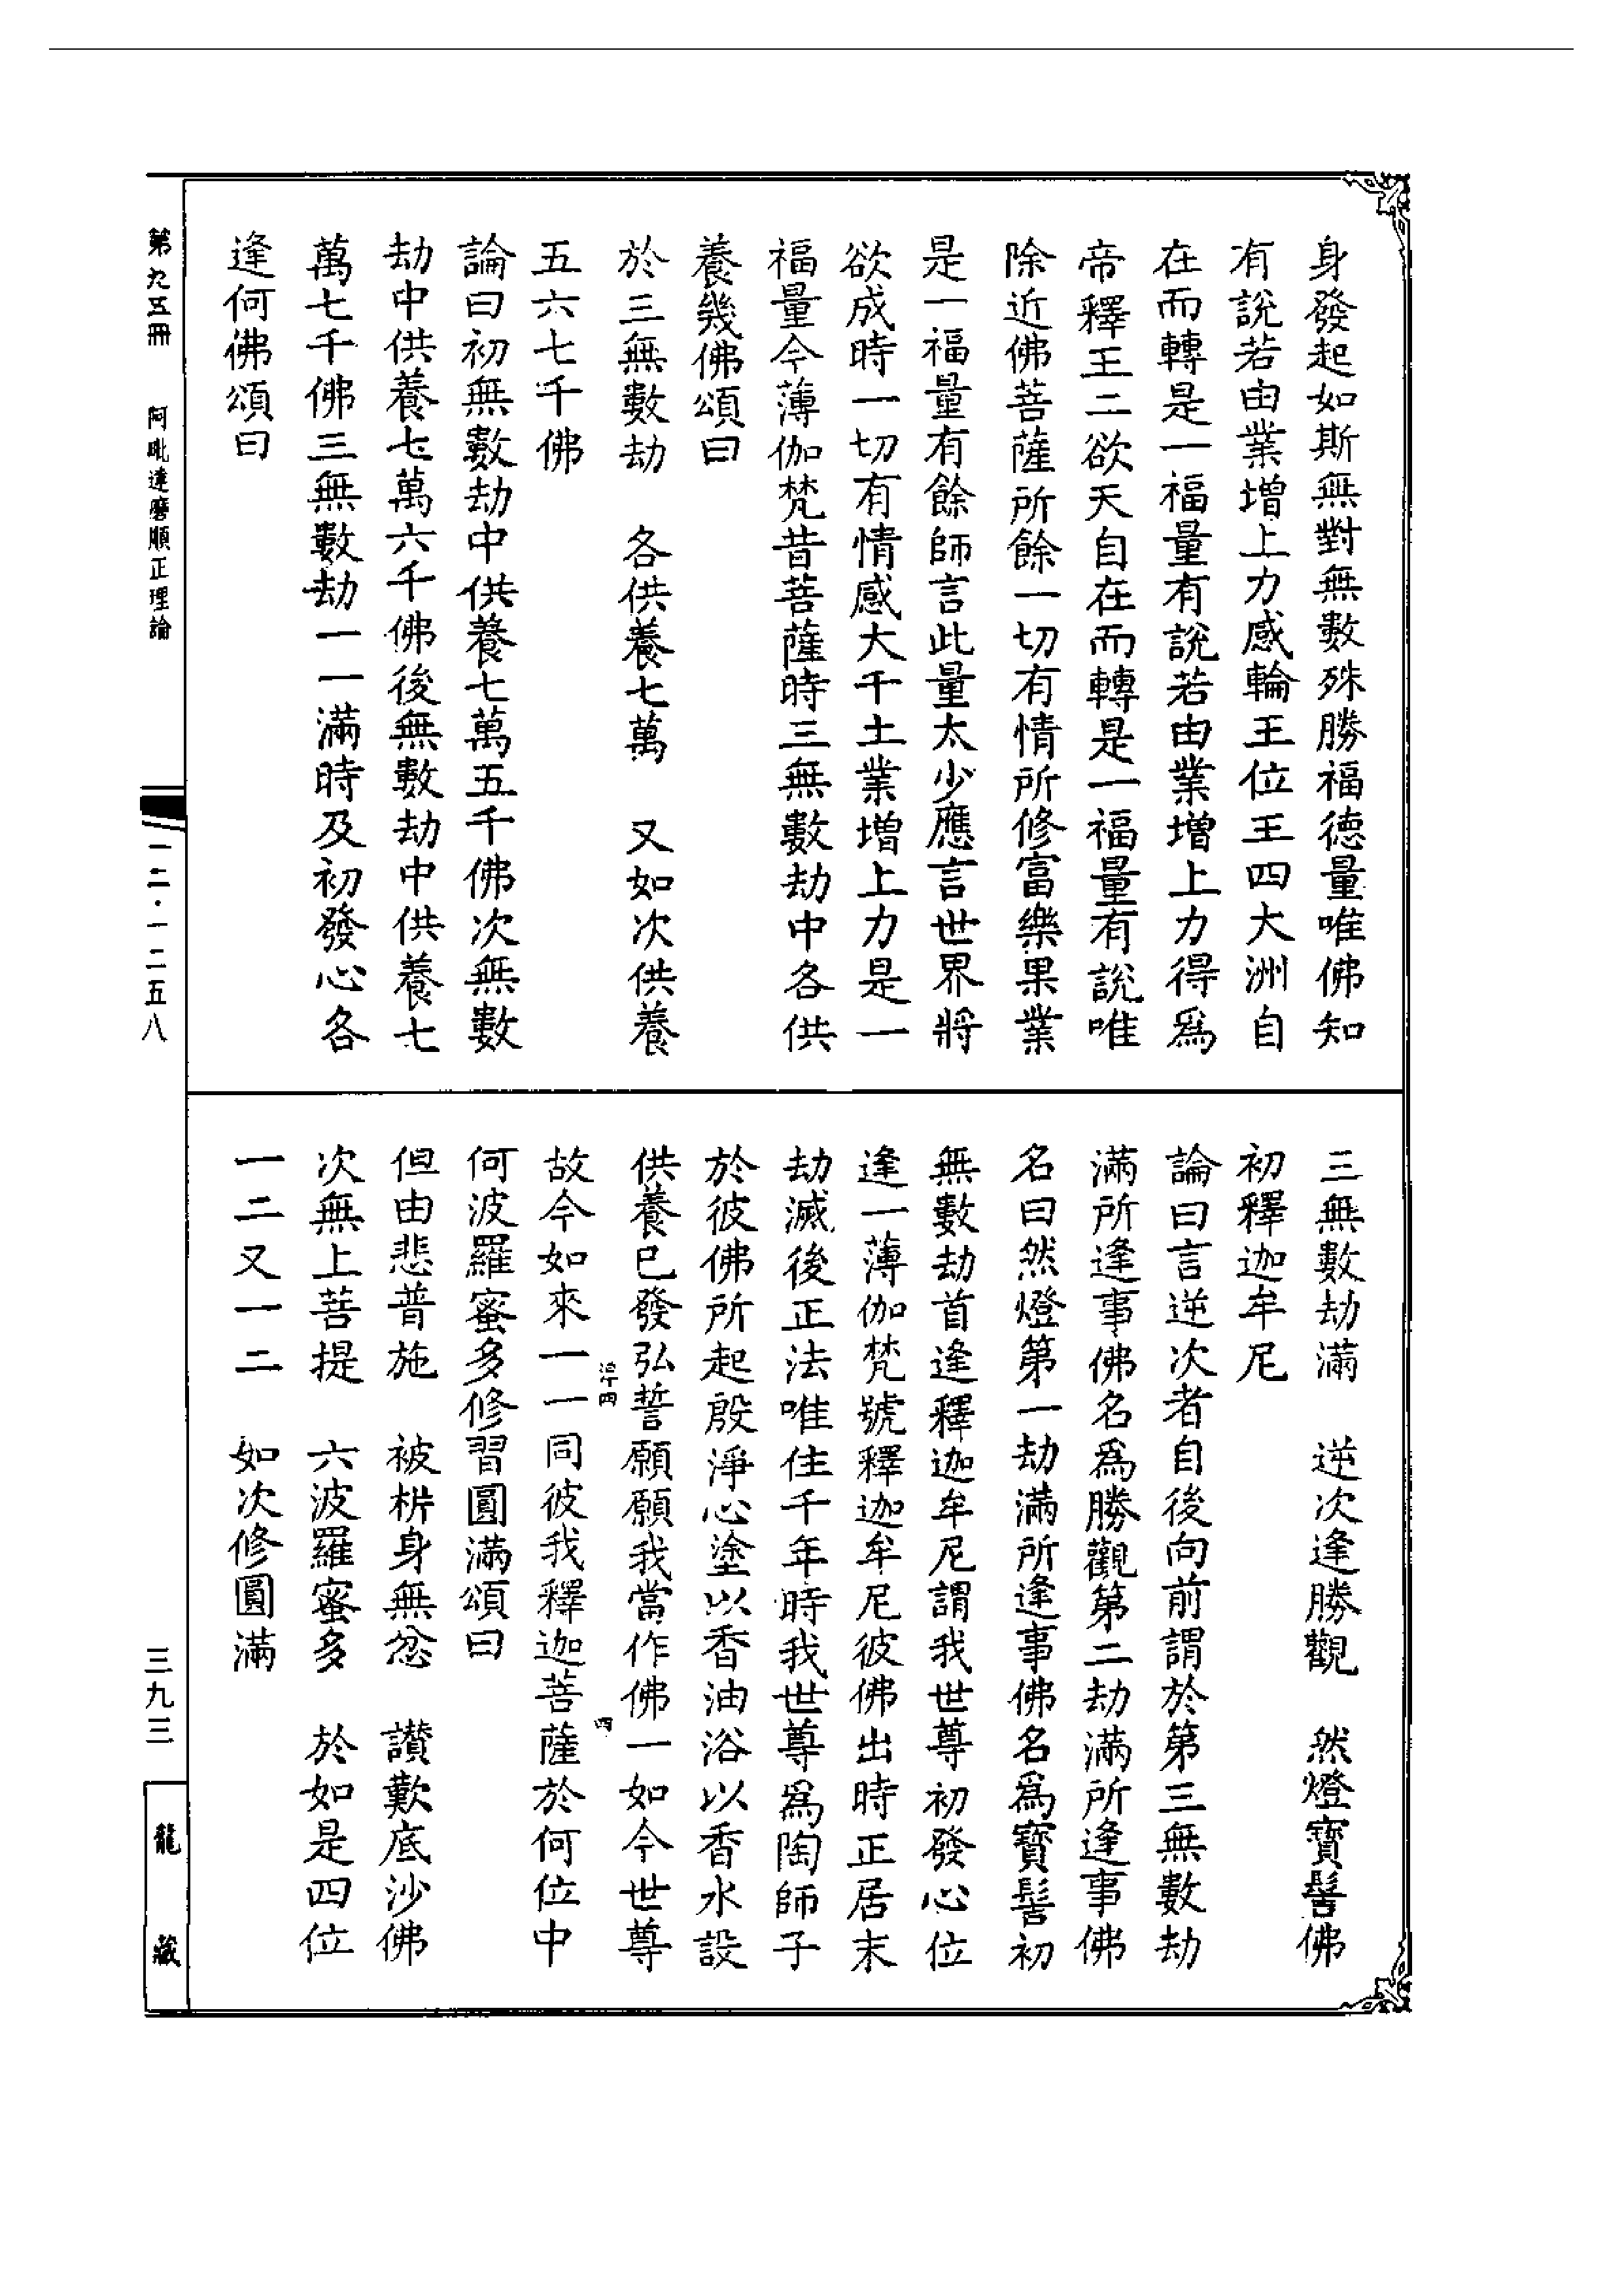 身發起如斯無對無數殊勝福德量唯佛知
有說若由業增上力感輪王位王四大洲自
在而轉是一福量有說若由業增上力得爲
帝釋王二欲天自在而轉是一福量有說唯
除近佛菩薩所餘一切有情所修富樂果業
是一福量有餘師言此量太少應言世界將
欲成時一切有情感大千土業增上力是一
福量今薄伽梵昔菩薩時三無數劫中各供
養幾佛頌曰
於三無數劫　各供養七萬　又如次供養
五六七千佛
論曰初無數劫中供養七萬五千佛次無數
劫中供養七萬六千佛後無數劫中供養七
萬七千佛三無數劫一一滿時及初發心各
逢何佛頌曰
三無數劫滿　逆次逢勝觀　然燈寶髻佛
初釋迦牟尼
論曰言逆次者自後向前謂於第三無數劫
滿所逢事佛名爲勝觀第二劫滿所逢事佛
名曰然燈第一劫滿所逢事佛名爲寶髻初
無數劫首逢釋迦牟尼謂我世尊初發心位
逢一薄伽梵號釋迦牟尼彼佛出時正居末
劫滅後正法唯住千年時我世尊爲陶師子
於彼佛所起殷淨心塗以香油浴以香水設
供養已發弘誓願願我當作佛一如今世尊
故今如來一一同彼我釋迦菩薩於何位中
何波羅蜜多修習圓滿頌曰
但由悲普施　被析身無忿　讚歎底沙佛
次無上菩提　六波羅蜜多　於如是四位
一二又一二　如次修圓滿
第九五冊　阿毗達磨順正理論
一二·一二五八
三九三
龍藏